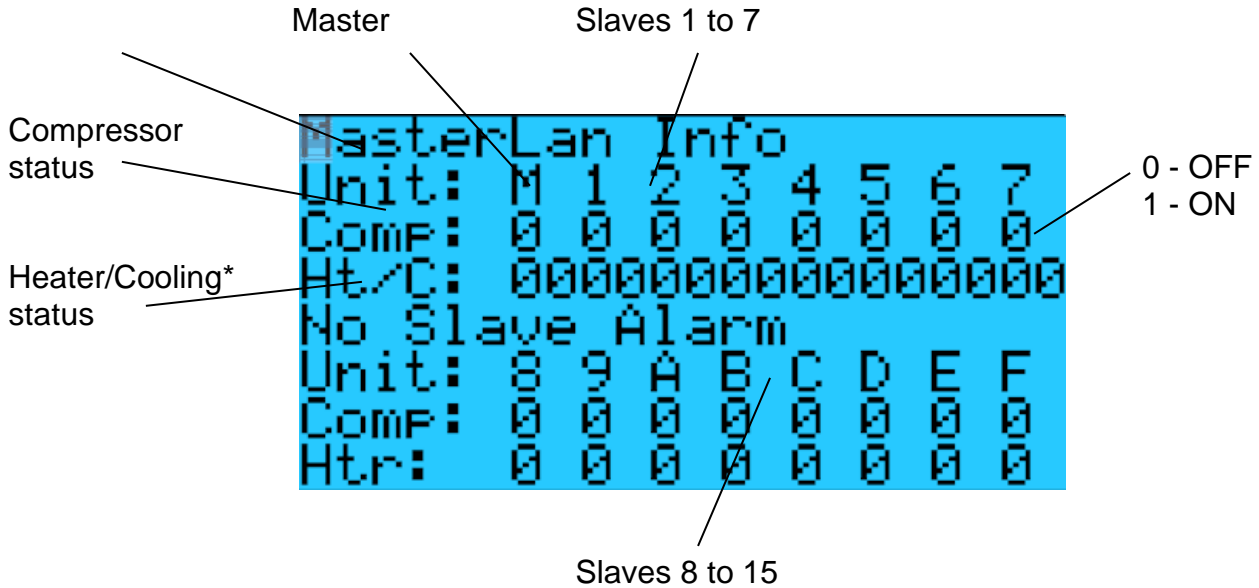 Master
Slaves 1 to 7
Compressor
status
Heater/Cooling*
status
MasterLan Info
Unit: M 1 2 3 4 5 6 7
Comp: 0 0 0 0 0 0 0 0
Ht/C: 0000000000000000
No Slave Alarm
Unit: 8 9 A B C D E F
Comp: 0 0 0 0 0 0 0 0
Htr: 0 0 0 0 0 0 0 0
0 - OFF
1 - ON
Slaves 8 to 15